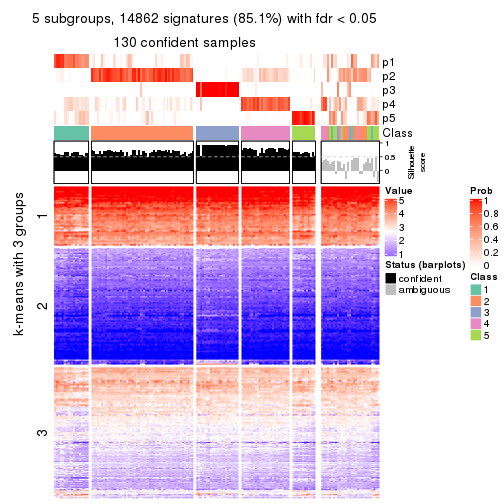 5 subgroups, 14862 signatures (85.1%) with fdr < 0.05
130 confident samples
p1
p2
p3
p4
p5
Class
1
0.5
0
Silhouette
score
k-means with 3 groups
1
2
3
Value
5
4
3
2
1
Status (barplots)
confident
ambiguous
Prob
1
0.8
0.6
0.4
0.2
0
Class
1
2
3
4
5